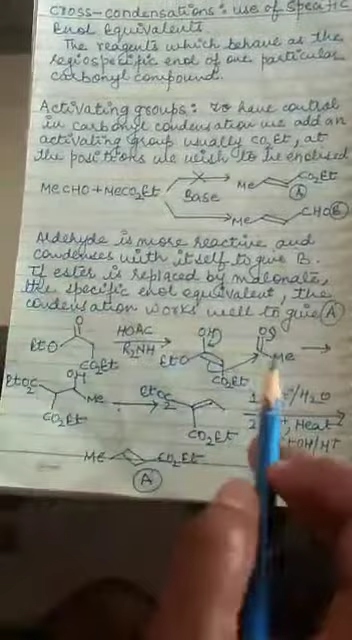 Cross-condensations: use of Specific
Enol Equivalents
The reagents which behave as the
regiospecific enol of one particular
carbonyl compound.
Activating groups: To have control
in carbonyl condensation we add an
activating group usually CO2Et, at
the positions we wish to be enolised
MeCHO + MeCO2Et
Base
Me CO2Et
A
Me CHO B
Aldehyde is more reactive and
condenses with itself to give B.
If ester is replaced by malonate,
the specific enol equivalent, the
condensation works well to give A
O
EtO
CO2Et
HOAc
R2NH
OH
EtO
CO2Et
O
Me
EtO2C OH
Me
CO2Et
EtO2C
CO2Et
/H2O
, Heat
OH/H+
Me CO2Et
A